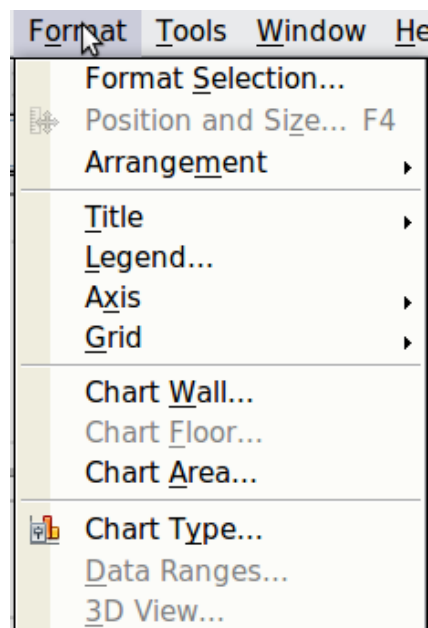 Format Tools Window He
Format Selection...
Position and Size... F4
Arrangement
Title
Legend...
Axis
Grid
Chart Wall...
Chart Floor...
Chart Area...
Chart Type...
Data Ranges...
3D View...